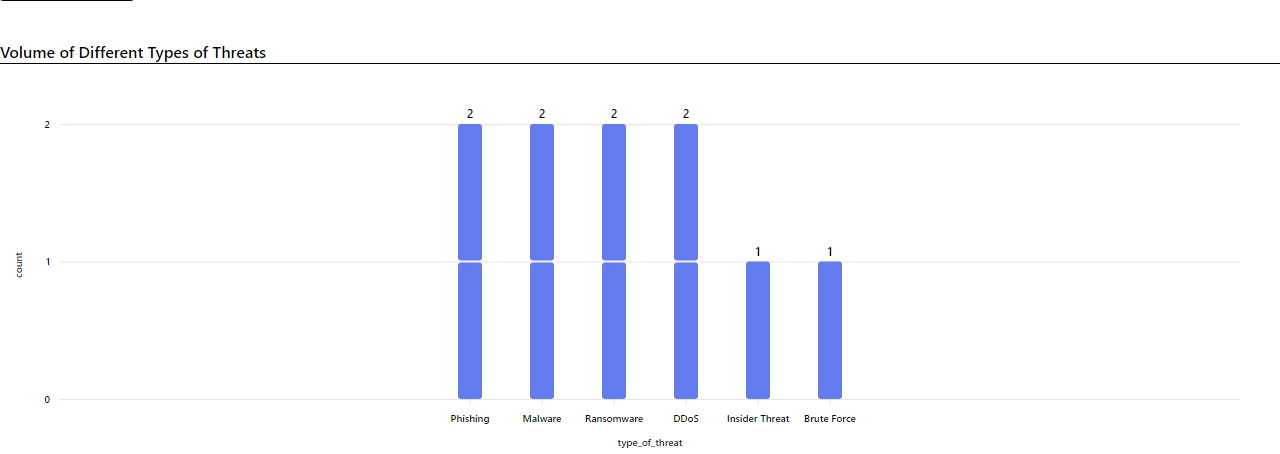 Volume of Different Types of Threats
2 2 2 2
2
1 1
1
count
0
Phishing Malware Ransomware DDoS Insider Threat Brute Force
type_of_threat